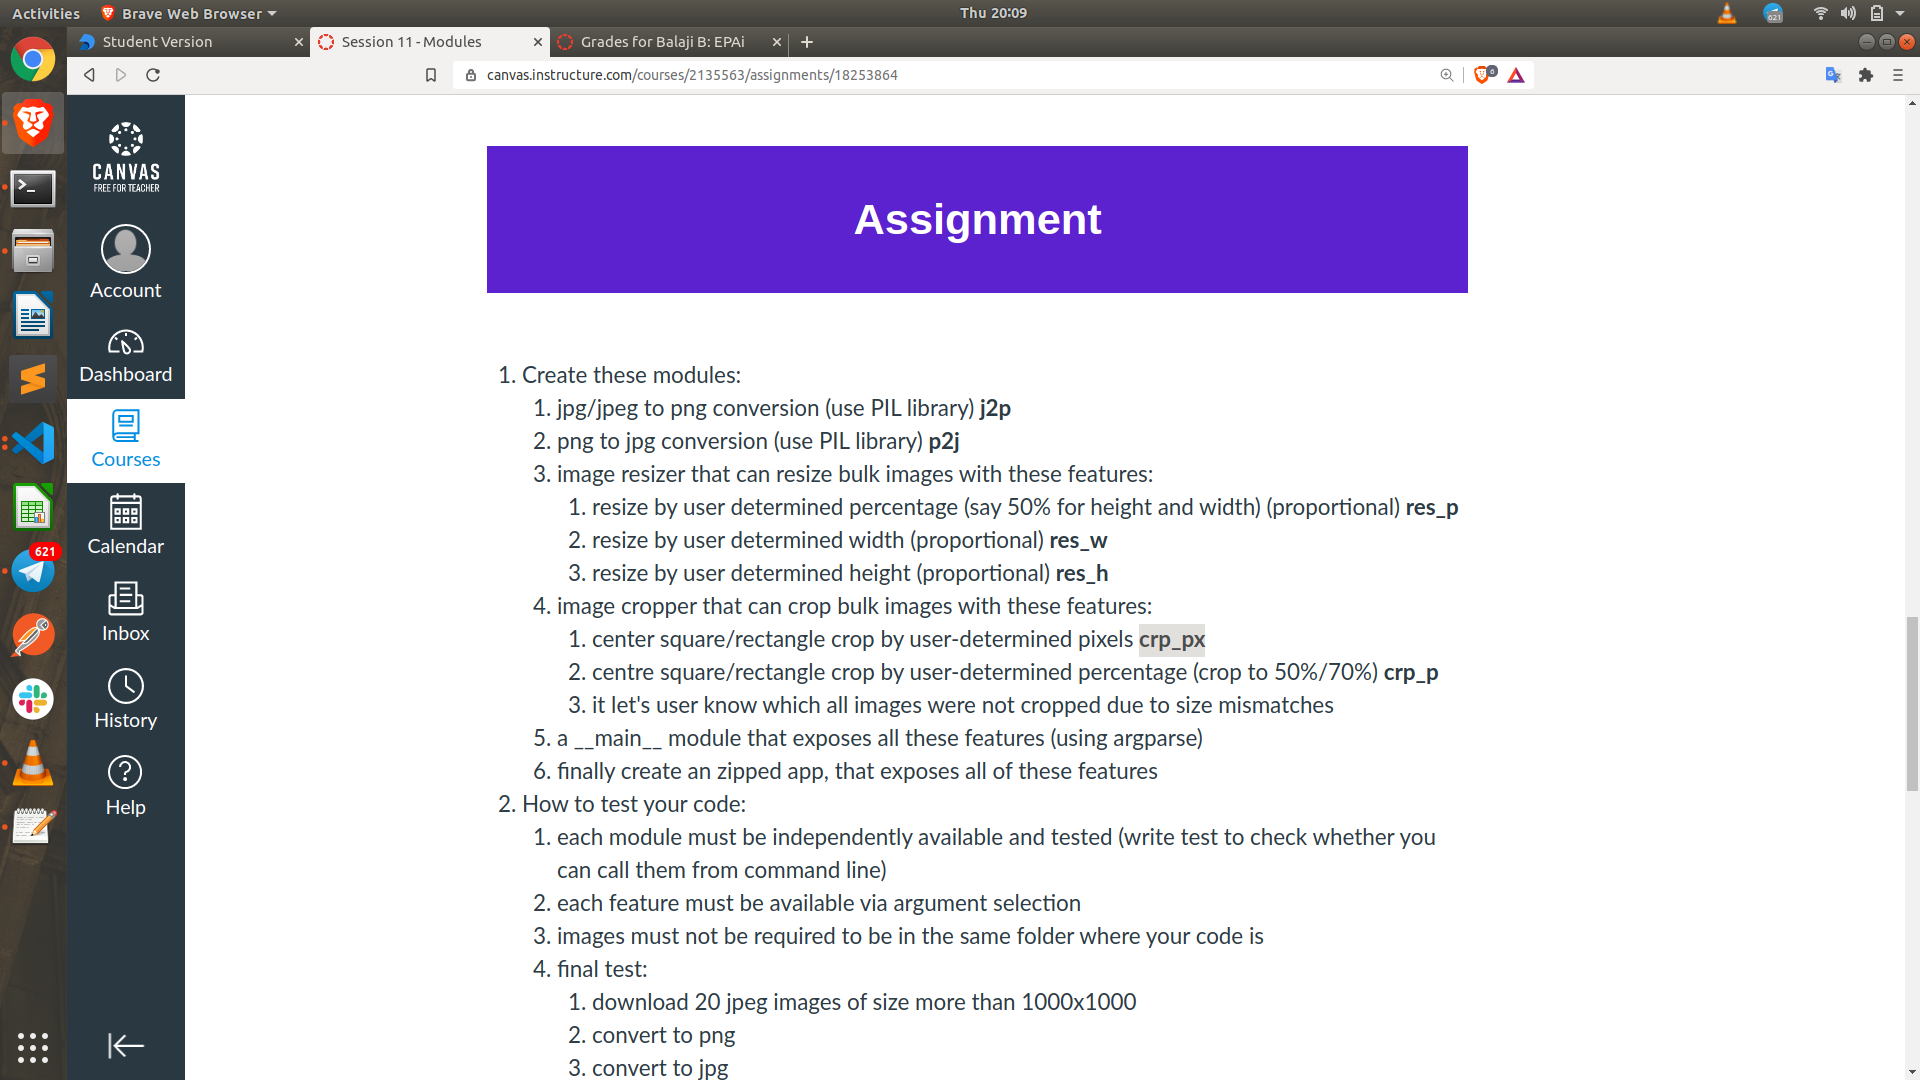 Activities
Brave Web Browser
Thu 20:09
621
Student Version
Session 11 - Modules
Grades for Balaji B: EPAi
canvas.instructure.com/courses/2135563/assignments/18253864
6
CANVAS
FREE FOR TEACHER
Account
Dashboard
Courses
Calendar
621
Inbox
History
Help
Assignment
1. Create these modules:
1. jpg/jpeg to png conversion (use PIL library) j2p
2. png to jpg conversion (use PIL library) p2j
3. image resizer that can resize bulk images with these features:
1. resize by user determined percentage (say 50% for height and width) (proportional) res_p
2. resize by user determined width (proportional) res_w
3. resize by user determined height (proportional) res_h
4. image cropper that can crop bulk images with these features:
1. center square/rectangle crop by user-determined pixels crp_px
2. centre square/rectangle crop by user-determined percentage (crop to 50%/70%) crp_p
3. it let's user know which all images were not cropped due to size mismatches
5. a __main__ module that exposes all these features (using argparse)
6. finally create an zipped app, that exposes all of these features
2. How to test your code:
1. each module must be independently available and tested (write test to check whether you
can call them from command line)
2. each feature must be available via argument selection
3. images must not be required to be in the same folder where your code is
4. final test:
1. download 20 jpeg images of size more than 1000x1000
2. convert to png
3. convert to jpg